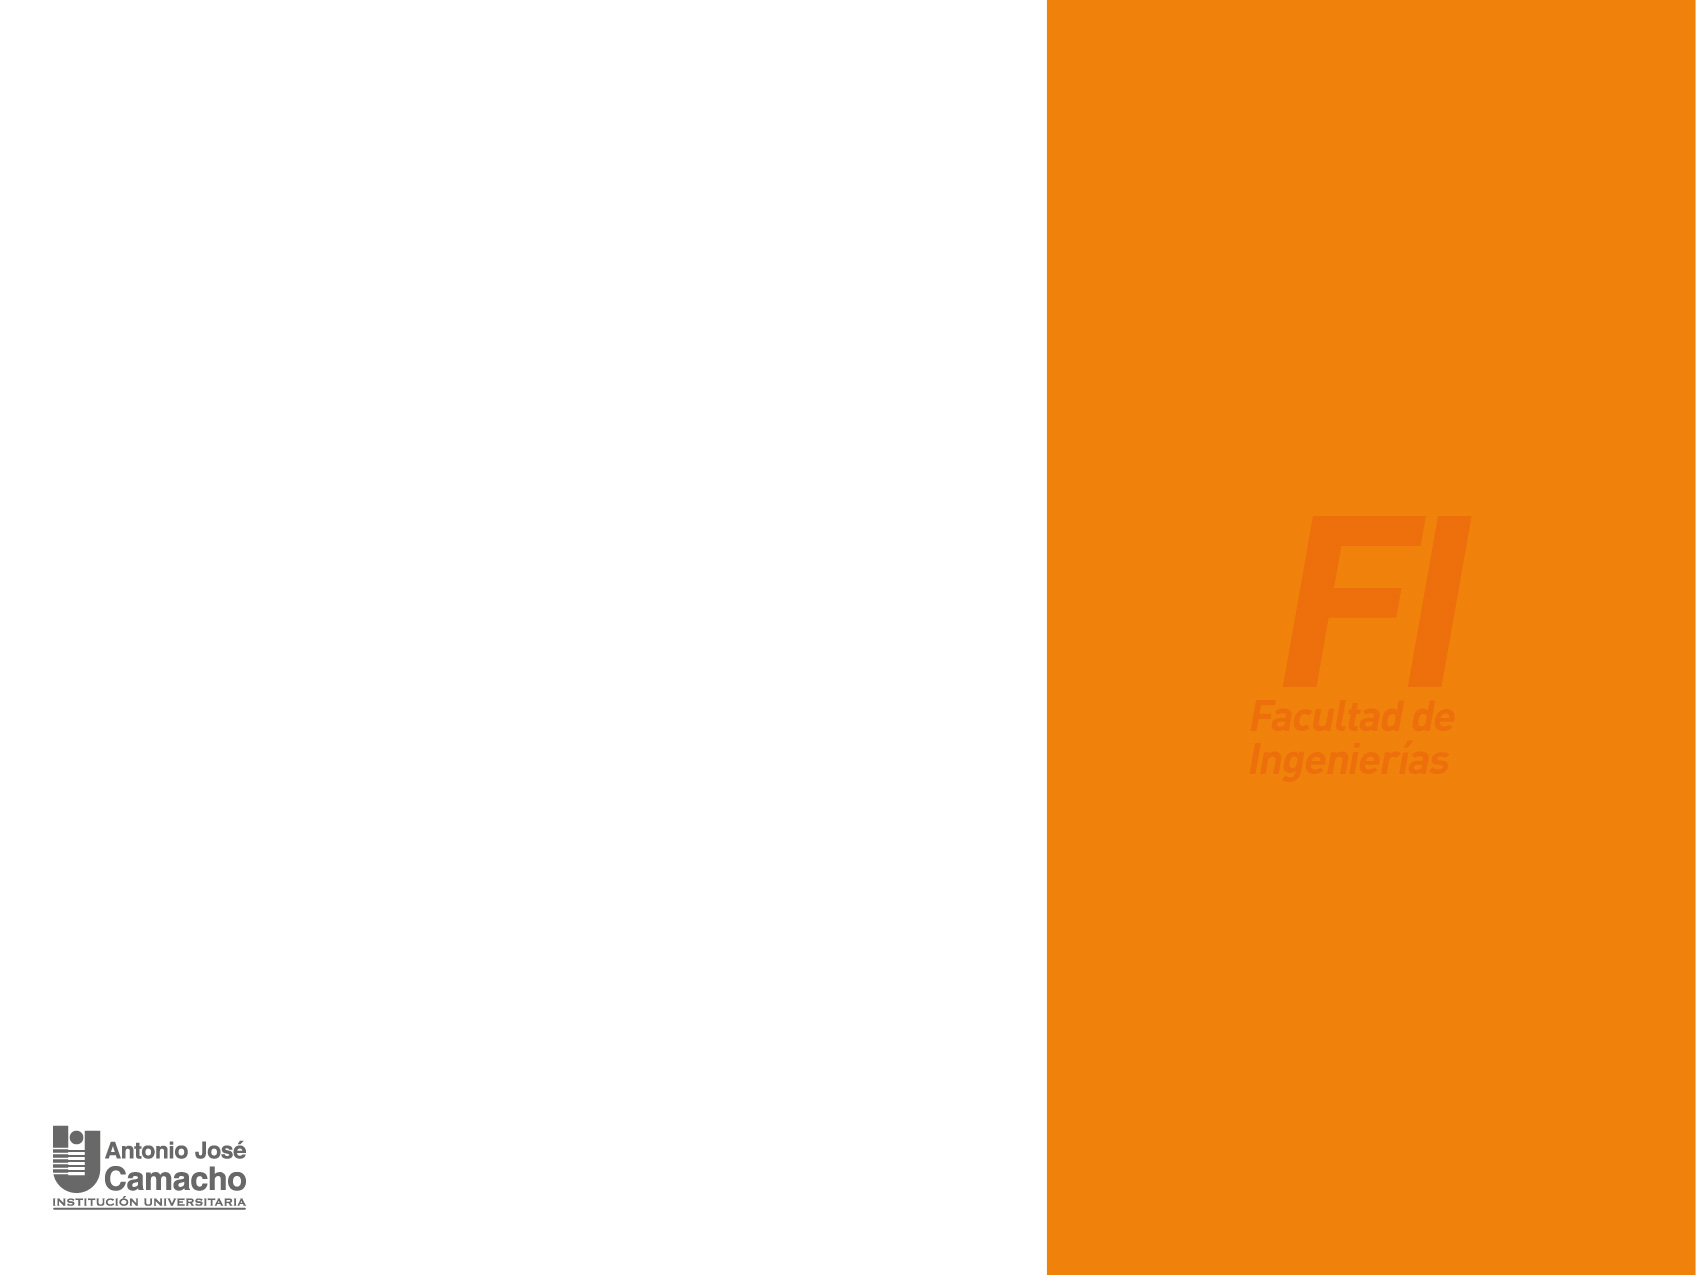 FI
Facultad de
Ingenierías
Antonio José
Camacho
INSTITUCIÓN UNIVERSITARIA